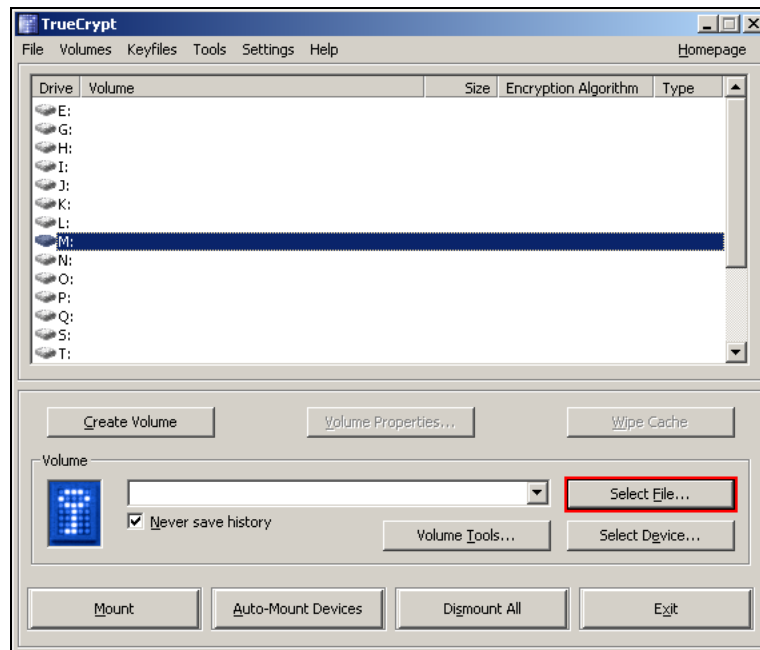 TrueCrypt
File Volumes Keyfiles Tools Settings Help Homepage
Drive Volume Size Encryption Algorithm Type
E:
G:
H:
I:
J:
K:
L:
M:
N:
O:
P:
Q:
S:
T:
Create Volume Volume Properties... Wipe Cache
Volume
Select File...
Never save history
Volume Tools... Select Device...
Mount Auto-Mount Devices Dismount All Exit